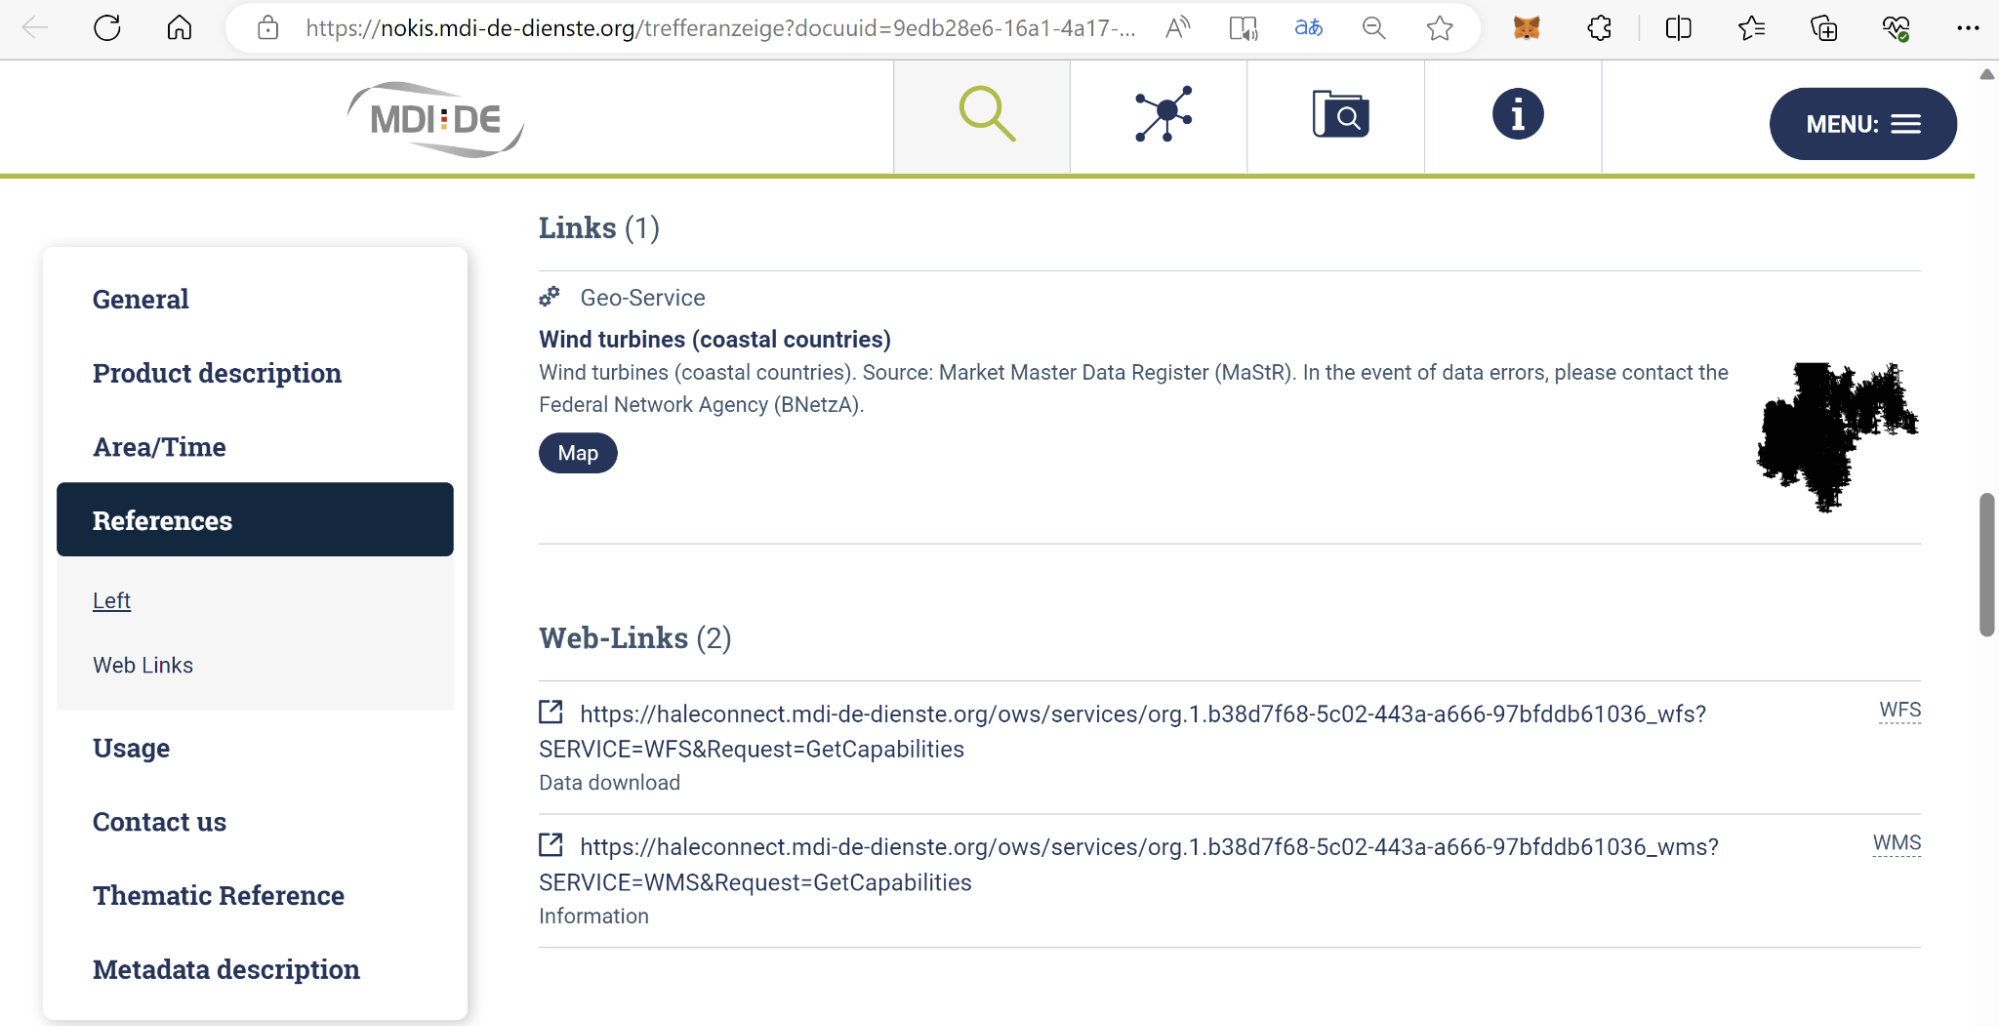 https://nokis.mdi-de-dienste.org/trefferanzeige?docuuid=9edb28e6-16a1-4a17-...
MDI:DE
MENU:
General
Product description
Area/Time
References
Left
Web Links
Usage
Contact us
Thematic Reference
Metadata description
Links (1)
Geo-Service
Wind turbines (coastal countries)
Wind turbines (coastal countries). Source: Market Master Data Register (MaStR). In the event of data errors, please contact the
Federal Network Agency (BNetzA).
Map
Web-Links (2)
https://haleconnect.mdi-de-dienste.org/ows/services/org.1.b38d7f68-5c02-443a-a666-97bfddb61036_wfs? WFS
SERVICE=WFS&Request=GetCapabilities
Data download
https://haleconnect.mdi-de-dienste.org/ows/services/org.1.b38d7f68-5c02-443a-a666-97bfddb61036_wms? WMS
SERVICE=WMS&Request=GetCapabilities
Information